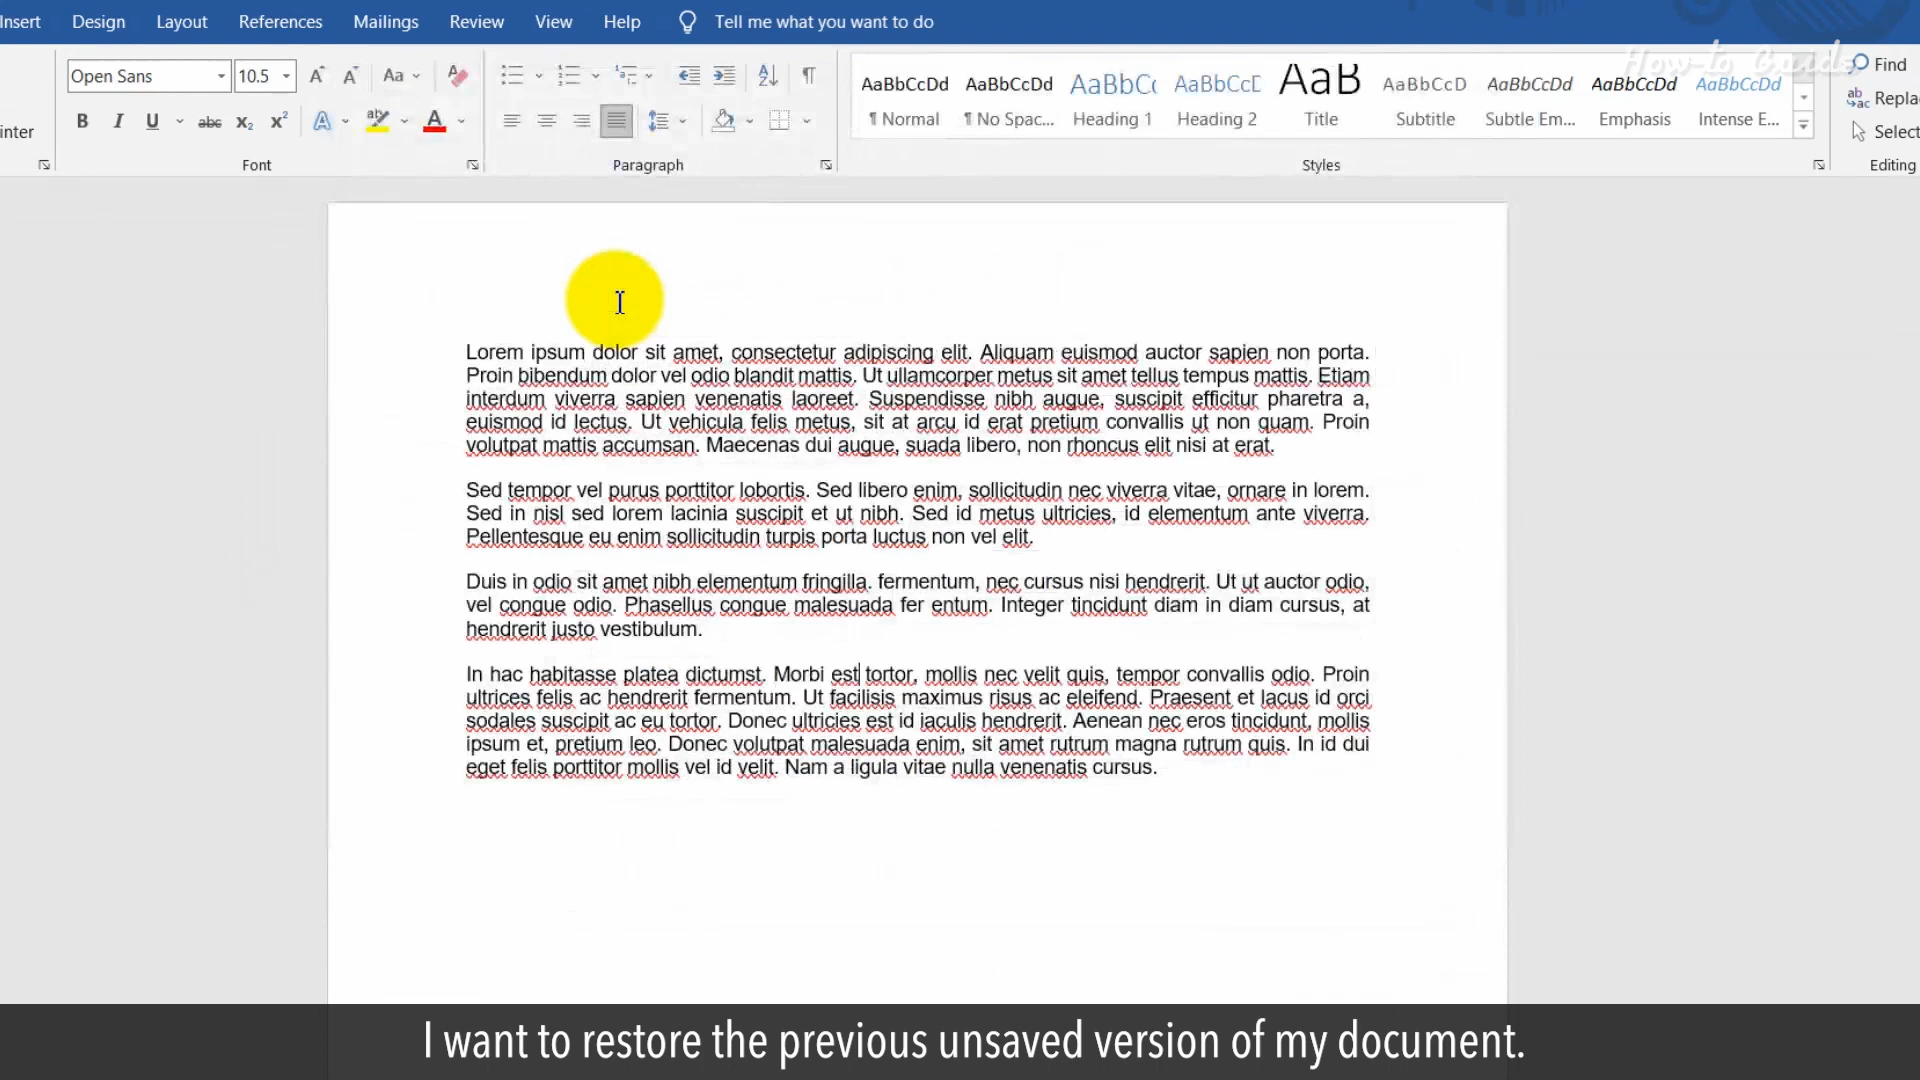 Insert Design Layout References Mailings Review View Help Tell me what you want to do
How-to Guide
Open Sans 10.5 Aa
AaBbCcDd AaBbCcDd AaBbCc AaBbCcD AaB AaBbCcD AaBbCcDd AaBbCcDd AaBbCcDd
Find
B I U abc X₂ X² A aby A
¶ Normal ¶ No Spac... Heading 1 Heading 2 Title Subtitle Subtle Em... Emphasis Intense E...
Replac
inter
Select
Font Paragraph Styles Editing
Lorem ipsum dolor sit amet, consectetur adipiscing elit. Aliquam euismod auctor sapien non porta.
Proin bibendum dolor vel odio blandit mattis. Ut ullamcorper metus sit amet tellus tempus mattis. Etiam
interdum viverra sapien venenatis laoreet. Suspendisse nibh augue, suscipit efficitur pharetra a,
euismod id lectus. Ut vehicula felis metus, sit at arcu id erat pretium convallis ut non quam. Proin
volutpat mattis accumsan. Maecenas dui augue, suada libero, non rhoncus elit nisi at erat.
Sed tempor vel purus porttitor lobortis. Sed libero enim, sollicitudin nec viverra vitae, ornare in lorem.
Sed in nisl sed lorem lacinia suscipit et ut nibh. Sed id metus ultricies, id elementum ante viverra.
Pellentesque eu enim sollicitudin turpis porta luctus non vel elit.
Duis in odio sit amet nibh elementum fringilla. fermentum, nec cursus nisi hendrerit. Ut ut auctor odio,
vel congue odio. Phasellus congue malesuada fer entum. Integer tincidunt diam in diam cursus, at
hendrerit justo vestibulum.
In hac habitasse platea dictumst. Morbi est tortor, mollis nec velit quis, tempor convallis odio. Proin
ultrices felis ac hendrerit fermentum. Ut facilisis maximus risus ac eleifend. Praesent et lacus id orci
sodales suscipit ac eu tortor. Donec ultricies est id iaculis hendrerit. Aenean nec eros tincidunt, mollis
ipsum et, pretium leo. Donec volutpat malesuada enim, sit amet rutrum magna rutrum quis. In id dui
eget felis porttitor mollis vel id velit. Nam a ligula vitae nulla venenatis cursus.
I want to restore the previous unsaved version of my document.